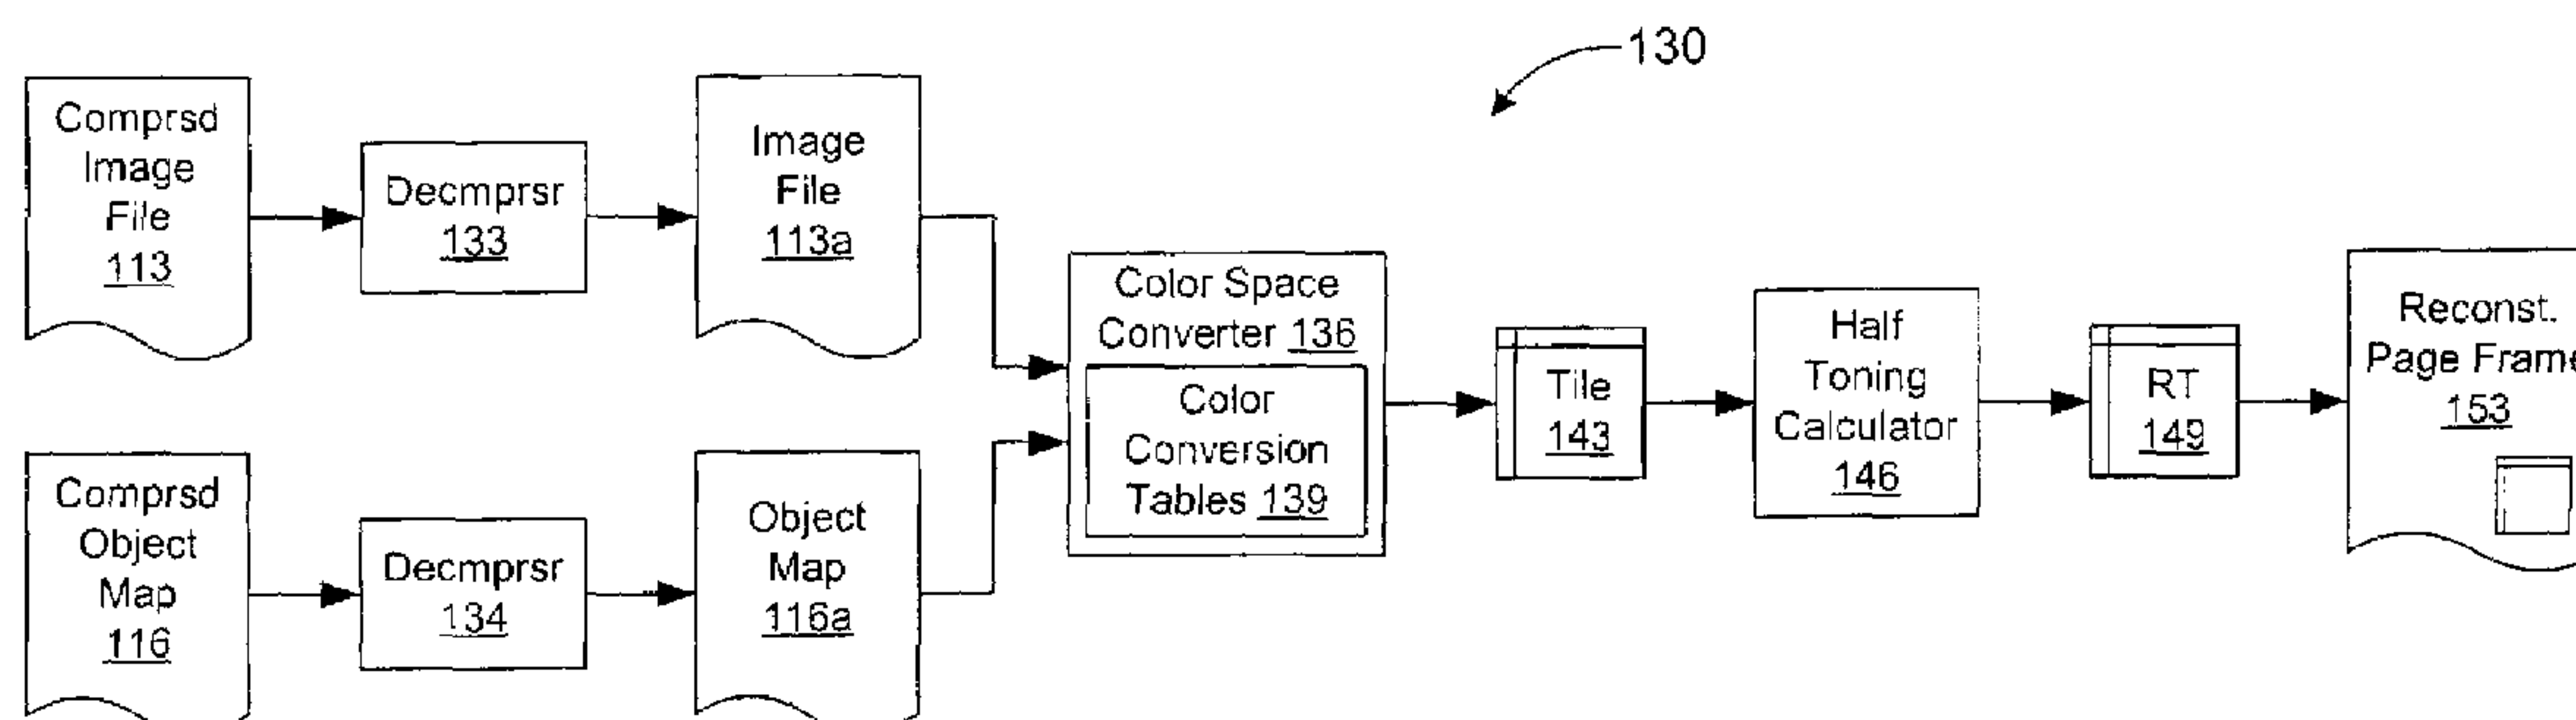 130
Comprsd
Image
File
113
Decmprsr
133
Image
File
113a
Color Space
Converter 136
Color
Conversion
Tables 139
Tile
143
Half
Toning
Calculator
146
RT
149
Reconst.
Page Frame
153
Comprsd
Object
Map
116
Decmprsr
134
Object
Map
116a